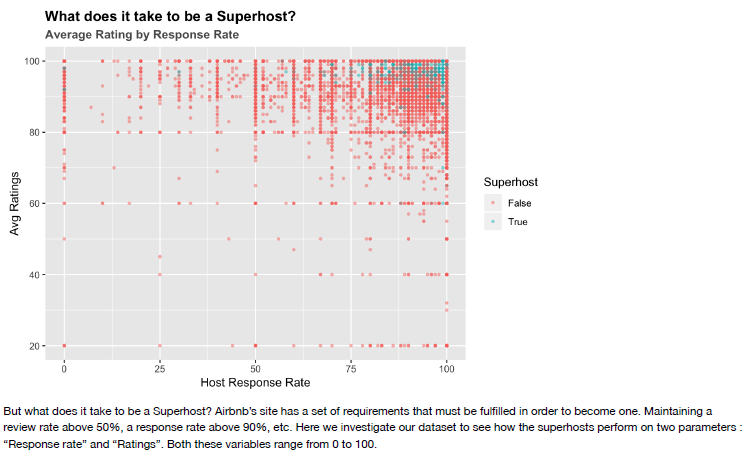 What does it take to be a Superhost?
Average Rating by Response Rate
100
80
60
40
20
Avg Ratings
0 25 50 75 100
Host Response Rate
Superhost
False
True
But what does it take to be a Superhost? Airbnb's site has a set of requirements that must be fulfilled in order to become one. Maintaining a
review rate above 50%, a response rate above 90%, etc. Here we investigate our dataset to see how the superhosts perform on two parameters :
“Response rate” and “Ratings”. Both these variables range from 0 to 100.